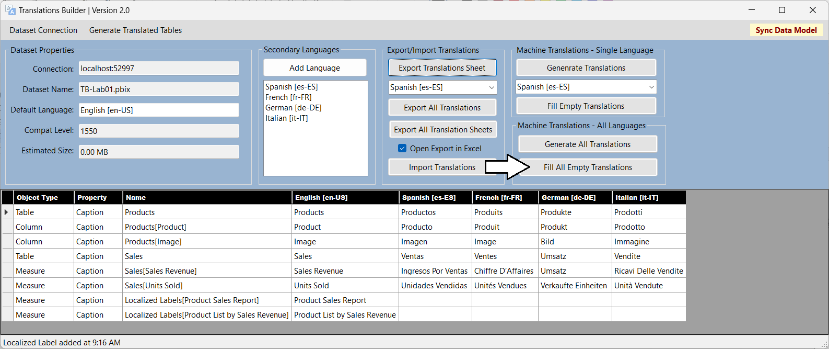 Translations Builder | Version 2.0
Dataset Connection Generate Translated Tables Sync Data Model
Dataset Properties
Connection: localhost:52997
Dataset Name: TB-Lab01.pbix
Default Language: English [en-US]
Compat Level: 1550
Estimated Size: 0.00 MB
Secondary Languages
Add Language
Spanish [es-ES]
French [fr-FR]
German [de-DE]
Italian [it-IT]
Export/Import Translations
Export Translations Sheet
Spanish [es-ES]
Export All Translations
Export All Translation Sheets
Open Export in Excel
Import Translations
Machine Translations - Single Language
Genenrate Translations
Spanish [es-ES]
Fill Empty Translations
Machine Translations - All Languages
Generate All Translations
Fill All Empty Translations
Object Type Property Name English [en-US] Spanish [es-ES] French [fr-FR] German [de-DE] Italian [it-IT]
Table Caption Products Products Productos Produits Produkte Prodotti
Column Caption Products[Product] Product Producto Produit Produkt Prodotto
Column Caption Products[Image] Image Imagen Image Bild Immagine
Table Caption Sales Sales Ventas Ventes Umsatz Vendite
Measure Caption Sales[Sales Revenue] Sales Revenue Ingresos Por Ventas Chiffre D'Affaires Umsatz Ricavi Delle Vendite
Measure Caption Sales[Units Sold] Units Sold Unidades Vendidas Unités Vendues Verkaufte Einheiten Unità Vendute
Measure Caption Localized Labels[Product Sales Report] Product Sales Report
Measure Caption Localized Labels[Product List by Sales Revenue] Product List by Sales Revenue
Localized Label added at 9:16 AM